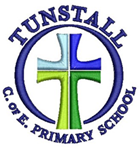 TUNSTALL
C. of E. PRIMARY SCHOOL